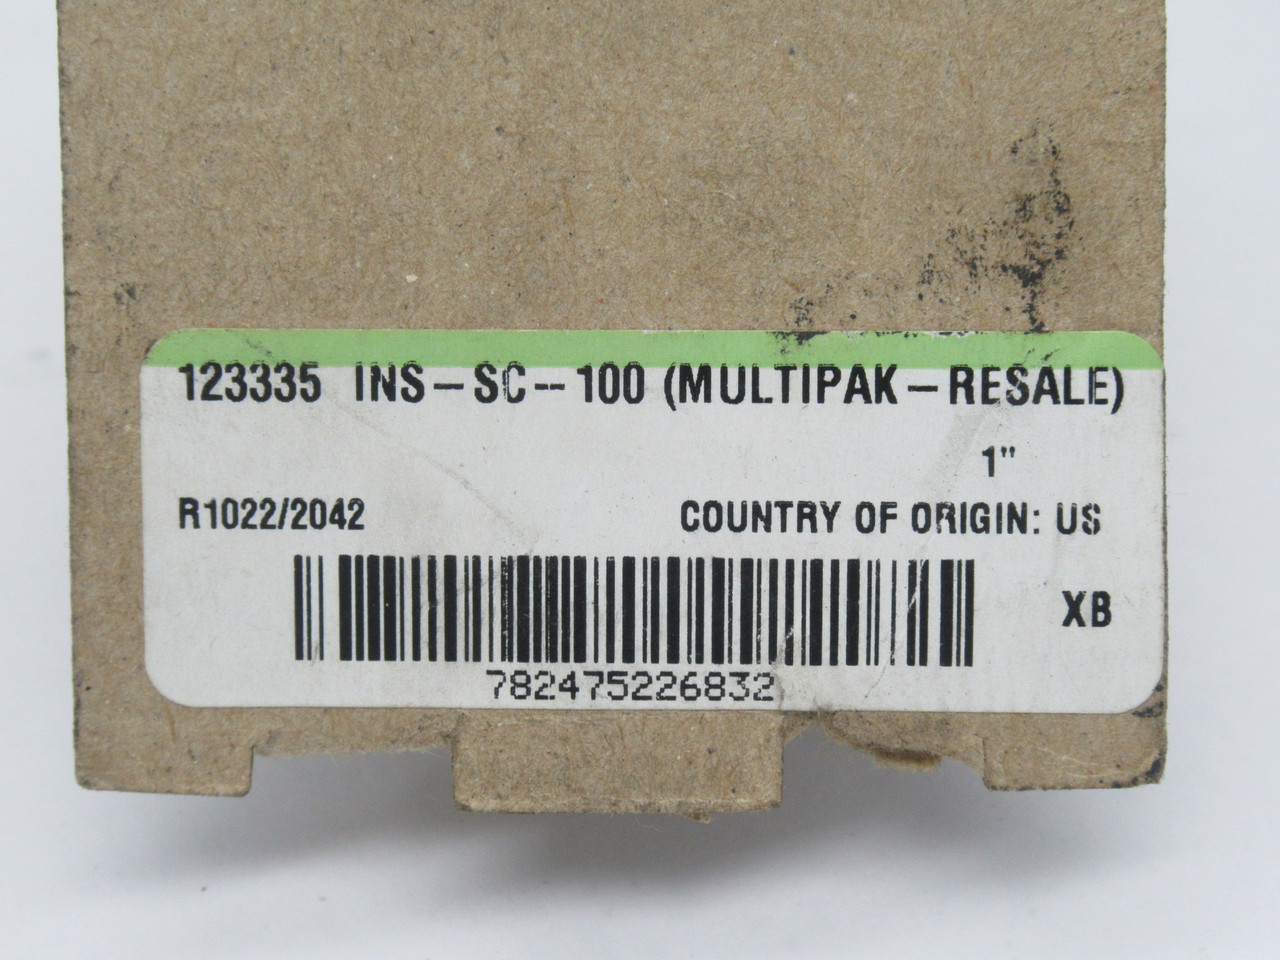 123335 INS-SC--100 (MULTIPAK-RESALE)
1"
R1022/2042 COUNTRY OF ORIGIN: US
XB
782475226832